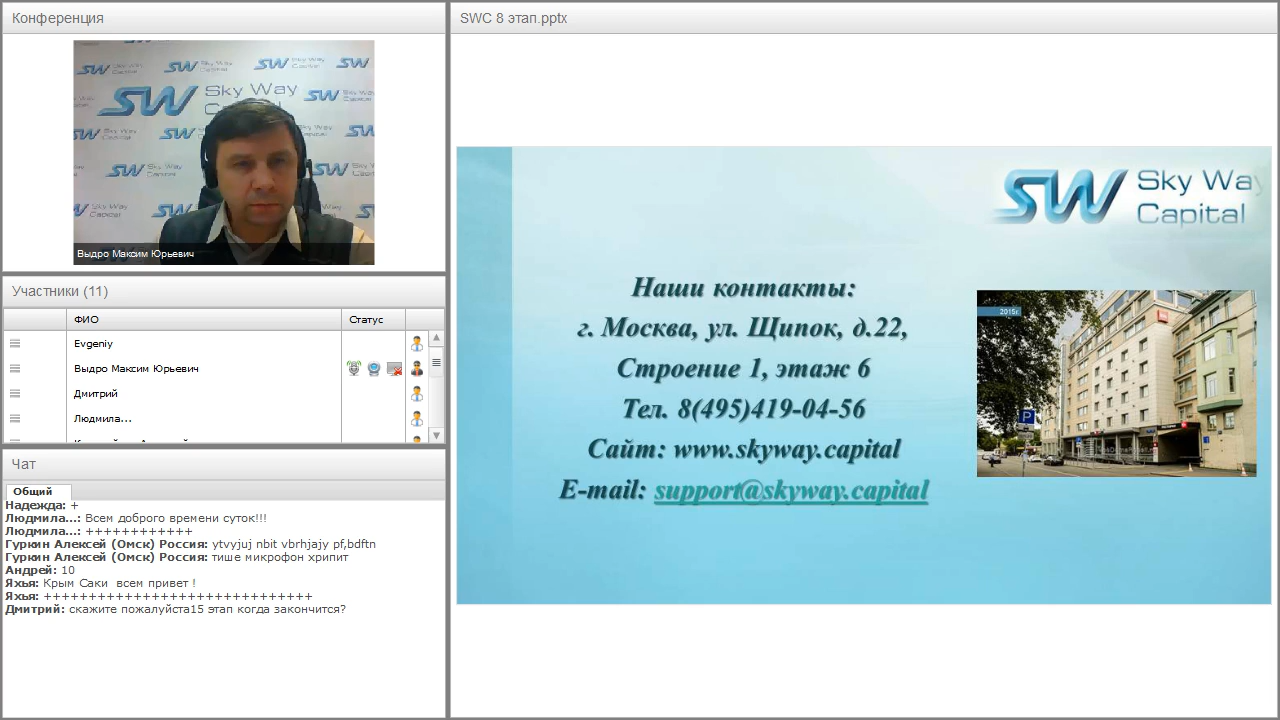 Конференция
SW Sky Way
Capital
Выдро Максим Юрьевич
Участники (11)
ФИО
Статус
Evgeniy
Выдро Максим Юрьевич
Дмитрий
Людмила...
Чат
Общий
Надежда: +
Людмила...: Всем доброго времени суток!!!
Людмила...: ++++++++++++
Гуркин Алексей (Омск) Россия: ytvyjuj nbit vbrhjajy pf,bdftn
Гуркин Алексей (Омск) Россия: тише микрофон хрипит
Андрей: 10
Яхья: Крым Саки  всем привет !
Яхья: ++++++++++++++++++++++++++++++
Дмитрий: скажите пожалуйста15 этап когда закончится?
SWC 8 этап.pptx
SW Sky Way
Capital
Наши контакты:
г. Москва, ул. Щипок, д.22,
Строение 1, этаж 6
Тел. 8(495)419-04-56
Сайт: www.skyway.capital
E-mail: support@skyway.capital
2015г
P